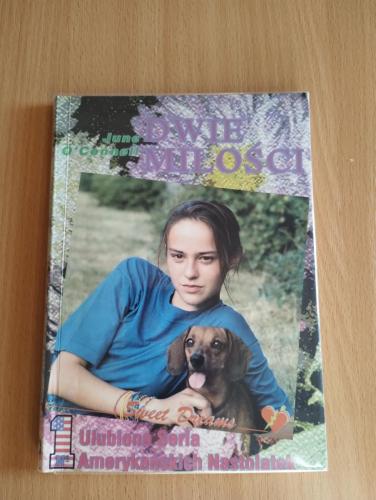 June
O'Connell
DWIE
MIŁOŚCI
Sweet Dreams
1
Ulubiona Seria
Amerykańskich Nastolatek